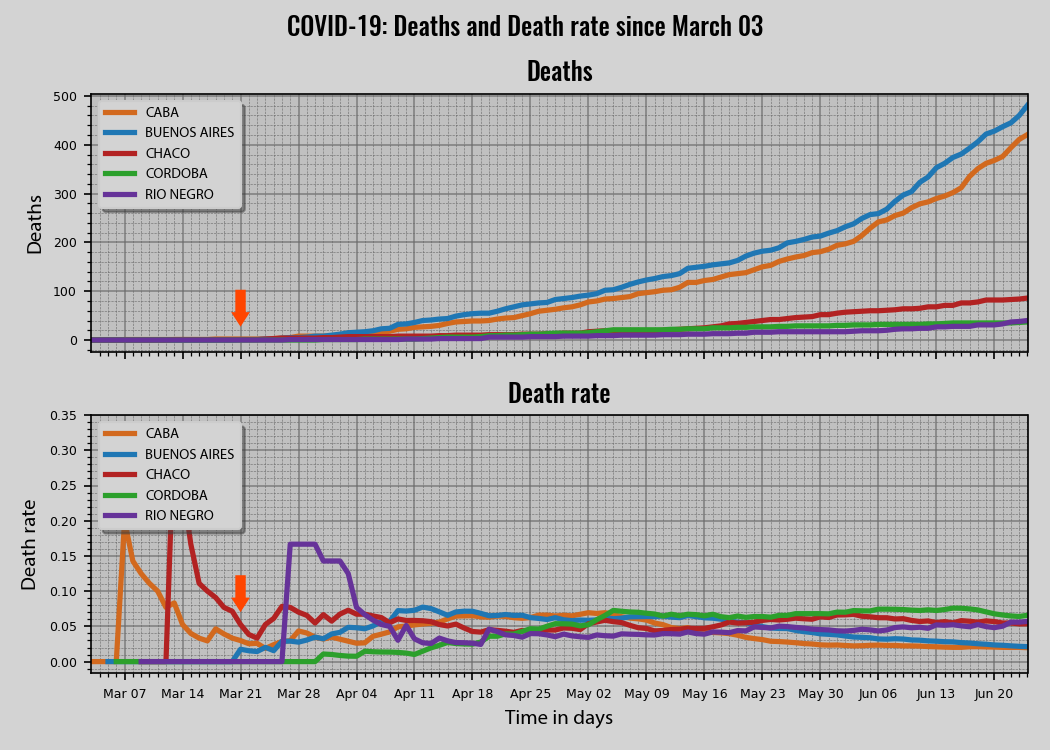 COVID-19: Deaths and Death rate since March 03
Deaths
500
400
300
200
100
0
Deaths
CABA
BUENOS AIRES
CHACO
CORDOBA
RIO NEGRO
Death rate
0.35
0.30
0.25
0.20
0.15
0.10
0.05
0.00
Death rate
CABA
BUENOS AIRES
CHACO
CORDOBA
RIO NEGRO
Mar 07 Mar 14 Mar 21 Mar 28 Apr 04 Apr 11 Apr 18 Apr 25 May 02 May 09 May 16 May 23 May 30 Jun 06 Jun 13 Jun 20
Time in days